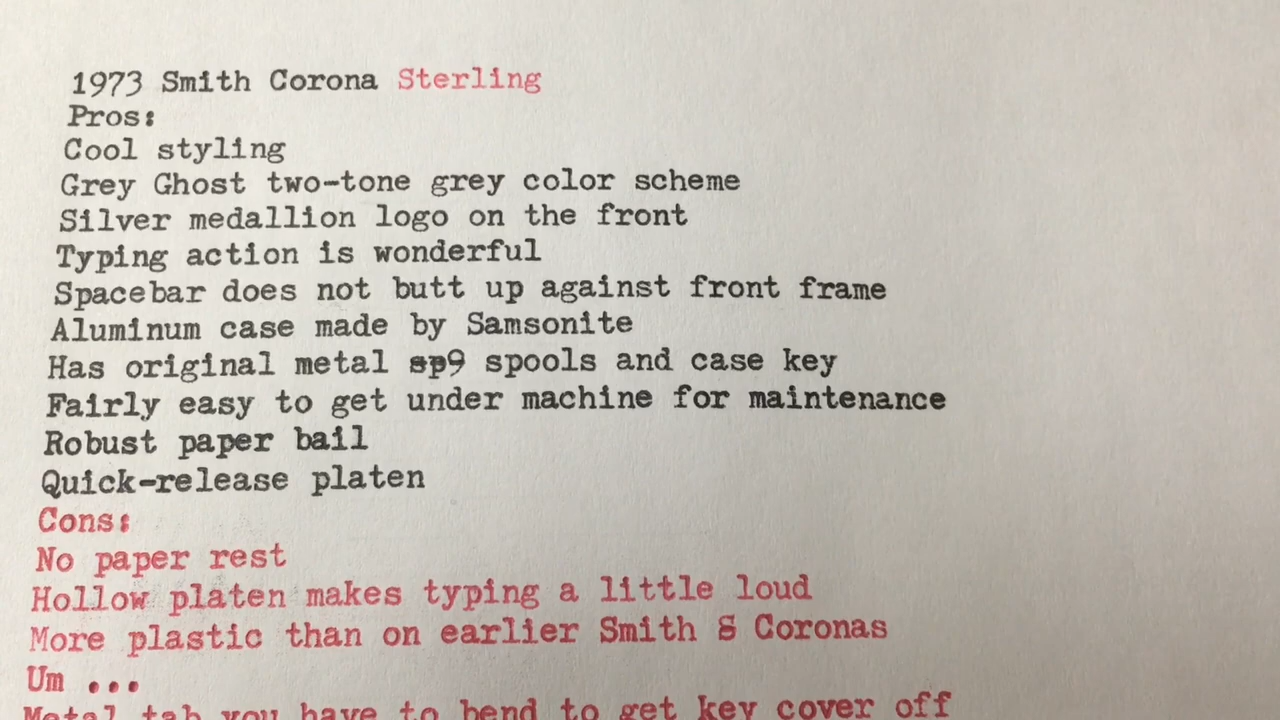 1973 Smith Corona Sterling
Pros:
Cool styling
Grey Ghost two-tone grey color scheme
Silver medallion logo on the front
Typing action is wonderful
Spacebar does not butt up against front frame
Aluminum case made by Samsonite
Has original metal sp9 spools and case key
Fairly easy to get under machine for maintenance
Robust paper bail
Quick-release platen
Cons:
No paper rest
Hollow platen makes typing a little loud
More plastic than on earlier Smith & Coronas
Um ...
Metal tab you have to bend to get key cover off